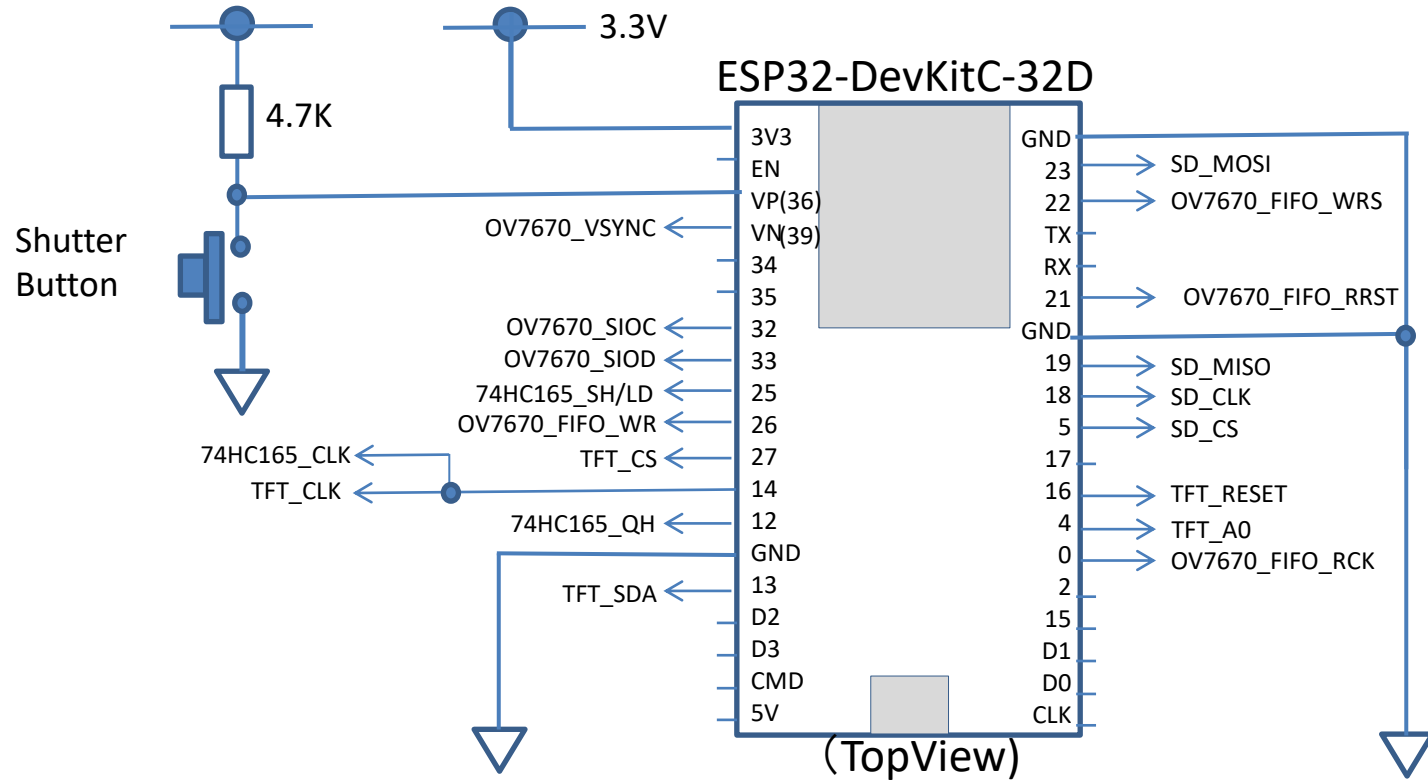 3.3V
ESP32-DevKitC-32D
4.7K
Shutter
Button
3V3
EN
VP(36)
OV7670_VSYNC
VN(39)
34
35
OV7670_SIOC
32
OV7670_SIOD
33
74HC165_SH/LD
25
OV7670_FIFO_WR
26
74HC165_CLK
TFT_CS
27
TFT_CLK
14
74HC165_QH
12
GND
TFT_SDA
13
D2
D3
CMD
5V
GND
23
SD_MOSI
22
OV7670_FIFO_WRS
TX
RX
21
OV7670_FIFO_RRST
GND
19
SD_MISO
18
SD_CLK
5
SD_CS
17
16
TFT_RESET
4
TFT_A0
0
OV7670_FIFO_RCK
2
15
D1
D0
CLK
（TopView)